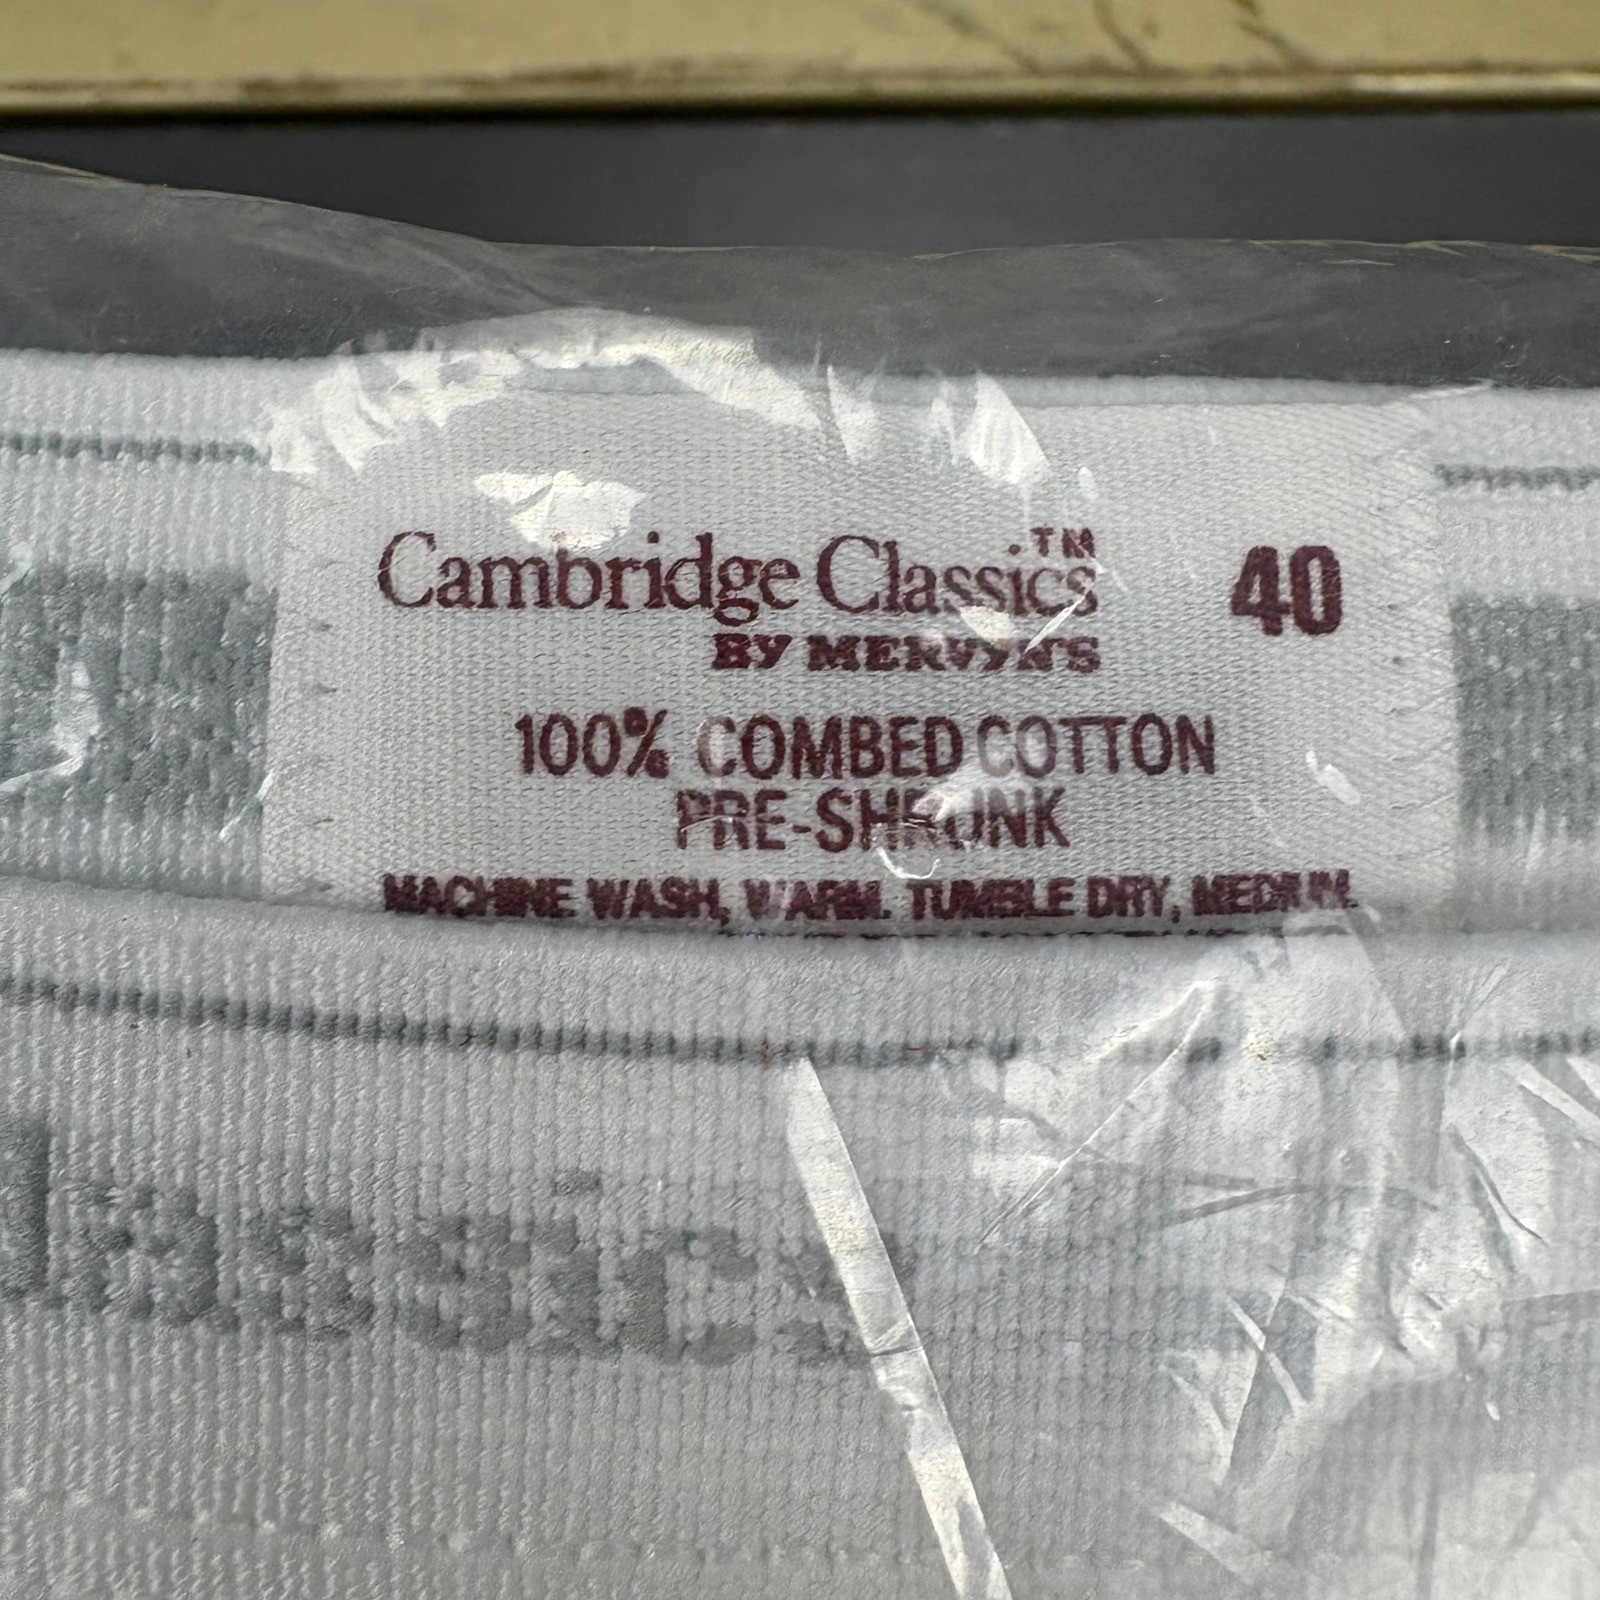 Cambridge Classics™ 40
BY MERVYN'S
100% COMBED COTTON
PRE-SHRUNK
MACHINE WASH, WARM. TUMBLE DRY, MEDIUM.